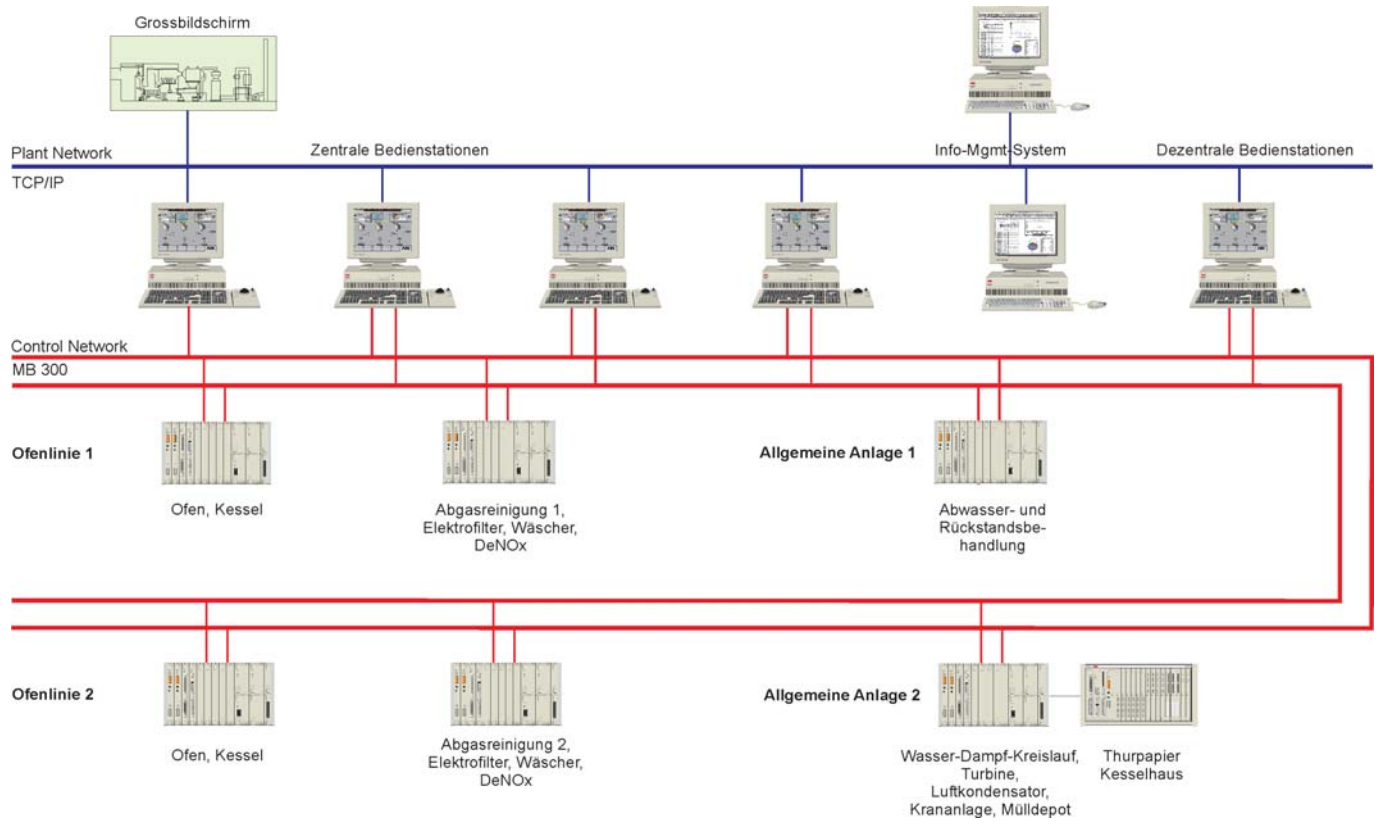 Grossbildschirm
Plant Network
Zentrale Bedienstationen
Info-Mgmt-System
Dezentrale Bedienstationen
TCP/IP
Control Network
MB 300
Ofenlinie 1
Allgemeine Anlage 1
Ofen, Kessel
Abgasreinigung 1,
Elektrofilter, Wäscher,
DeNOx
Abwasser- und
Rückstandsbe-
handlung
Ofenlinie 2
Allgemeine Anlage 2
Ofen, Kessel
Abgasreinigung 2,
Elektrofilter, Wäscher,
DeNOx
Wasser-Dampf-Kreislauf,
Turbine,
Luftkondensator,
Krananlage, Mülldepot
Thurpapier
Kesselhaus